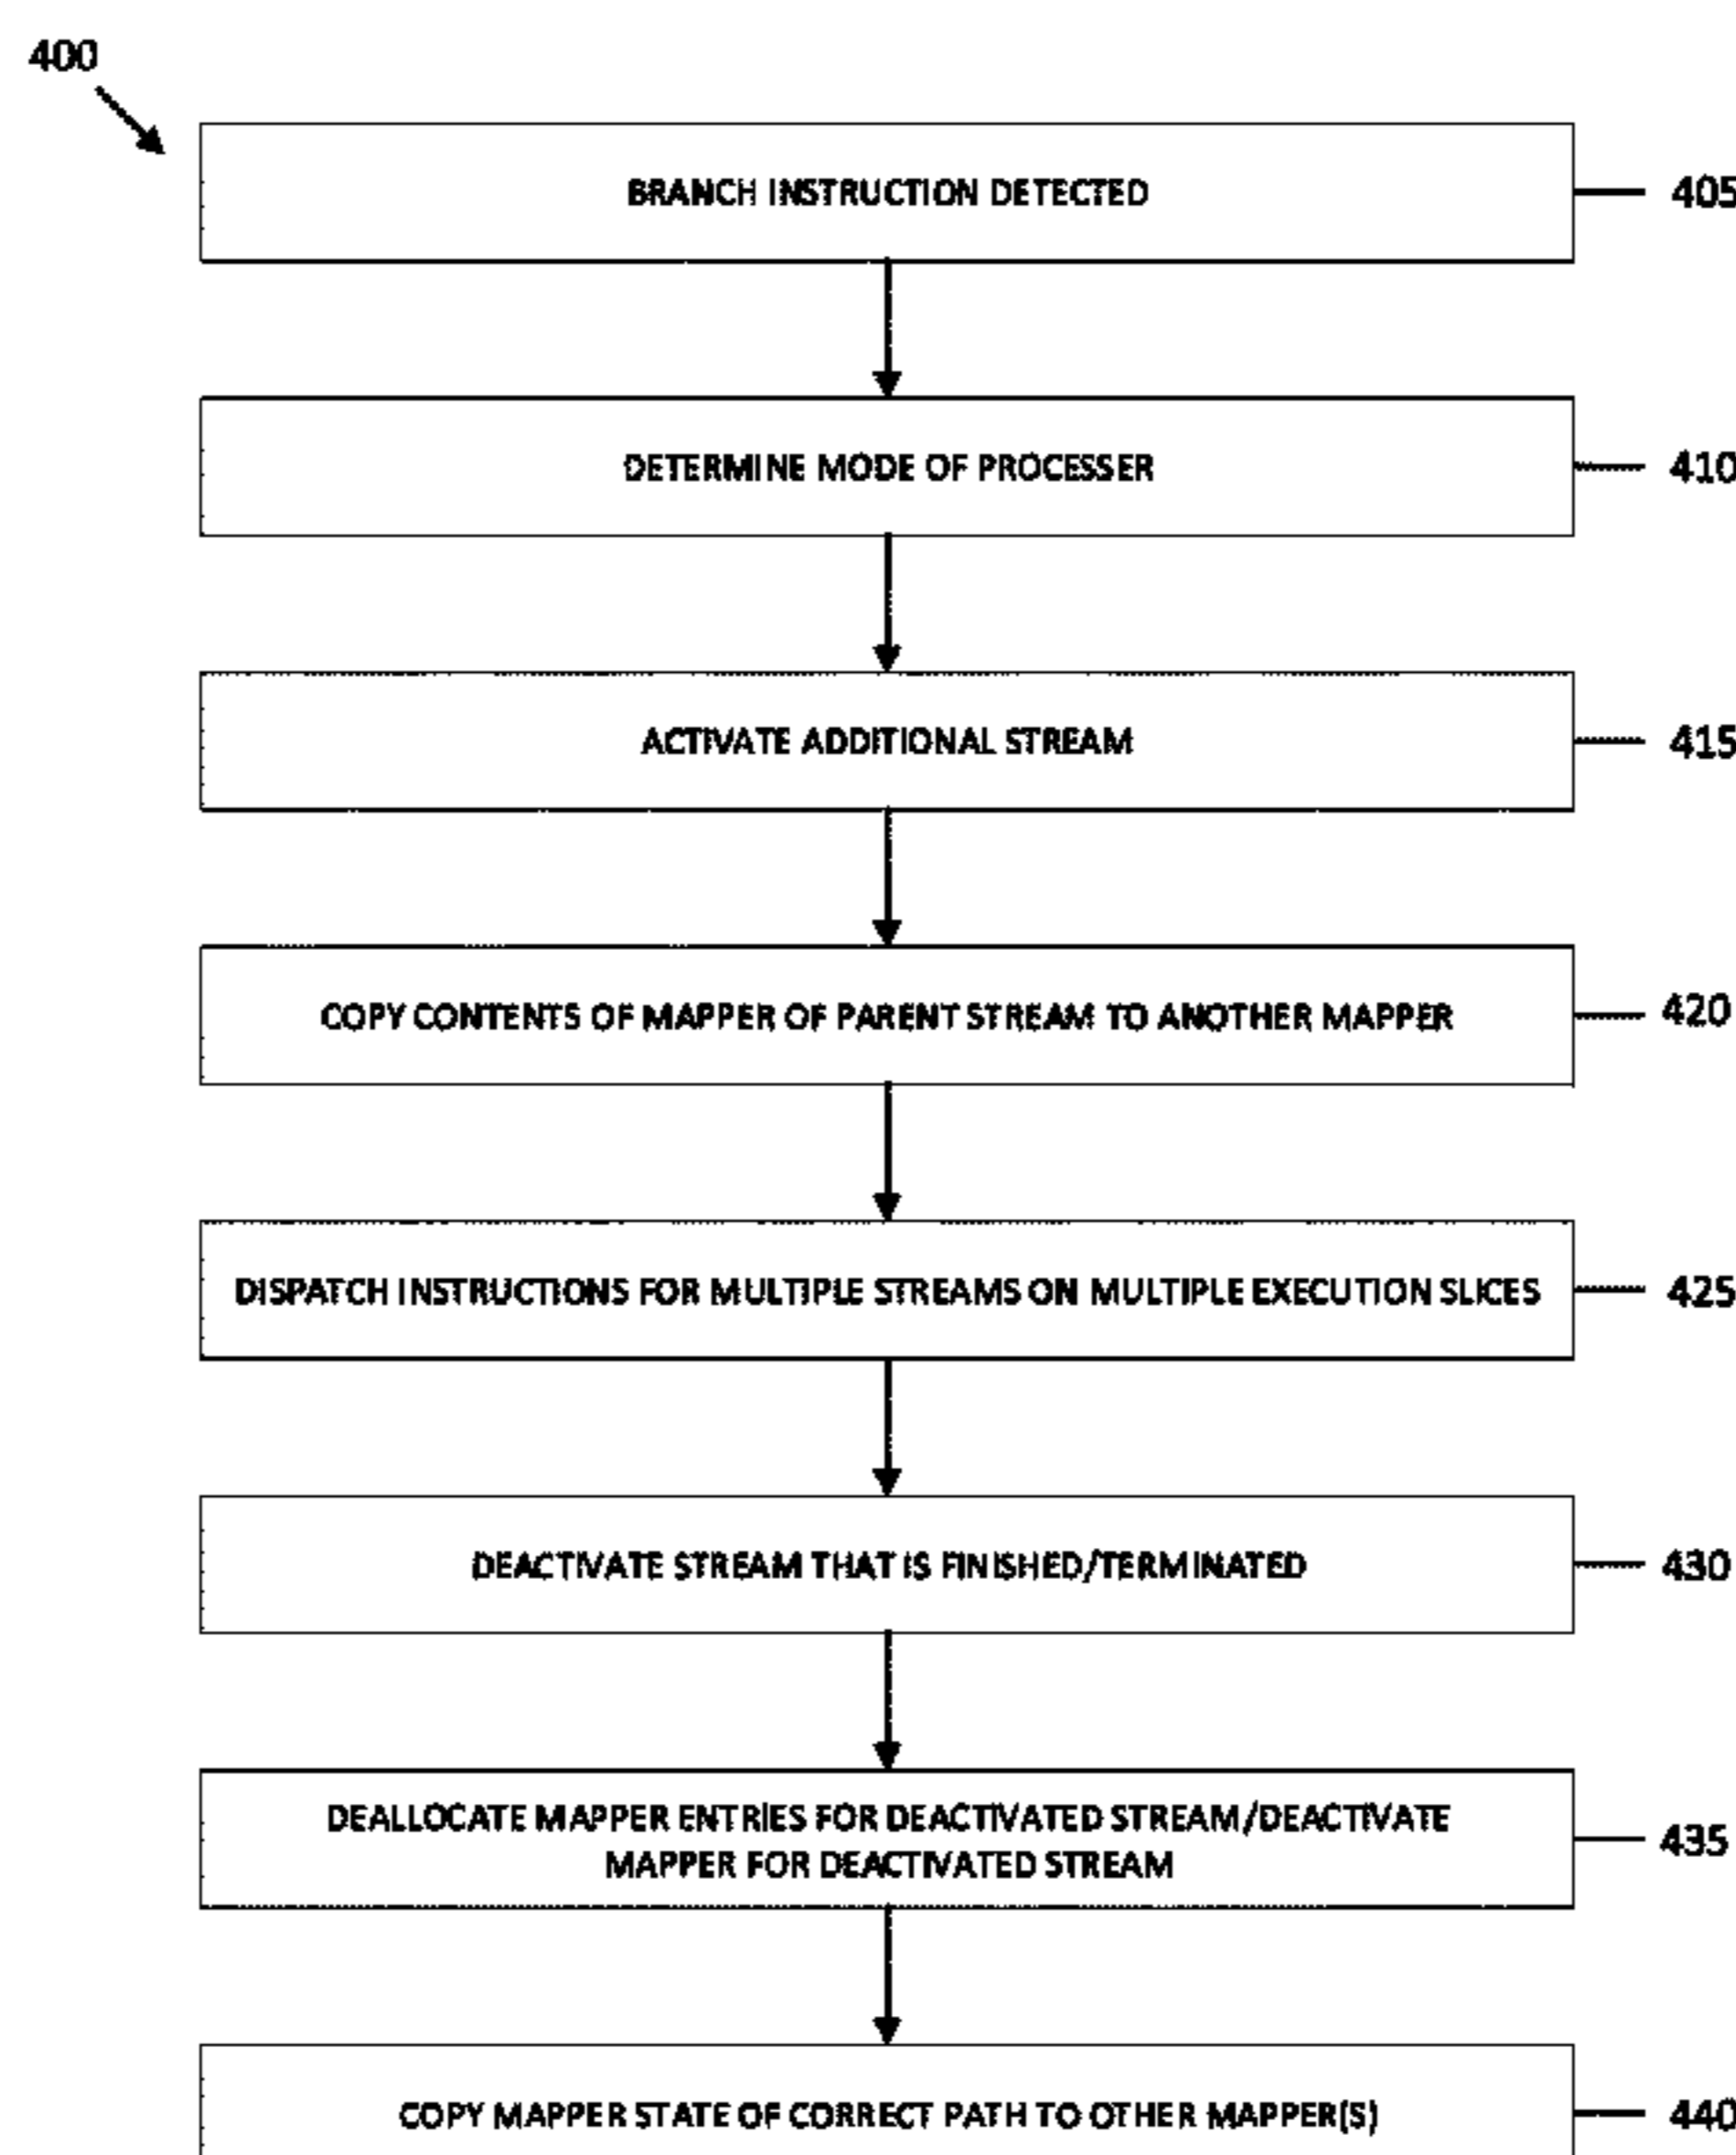 400
BRANCH INSTRUCTION DETECTED
405
DETERMINE MODE OF PROCESSER
410
ACTIVATE ADDITIONAL STREAM
415
COPY CONTENTS OF MAPPER OF PARENT STREAM TO ANOTHER MAPPER
420
DISPATCH INSTRUCTIONS FOR MULTIPLE STREAMS ON MULTIPLE EXECUTION SLICES
425
DEACTIVATE STREAM THAT IS FINISHED/TERMINATED
430
DEALLOCATE MAPPER ENTRIES FOR DEACTIVATED STREAM/DEACTIVATE
MAPPER FOR DEACTIVATED STREAM
435
COPY MAPPER STATE OF CORRECT PATH TO OTHER MAPPER(S)
440